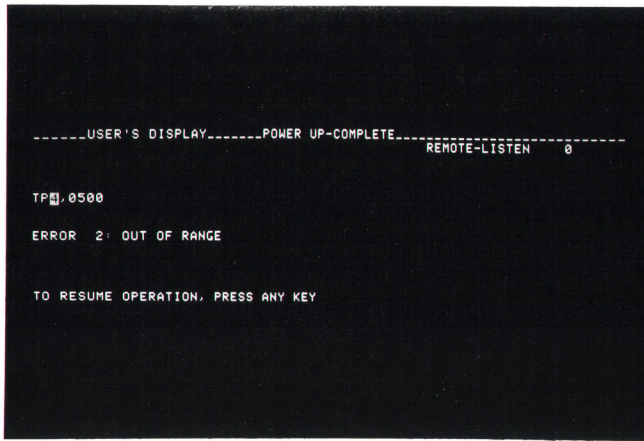 ______USER'S DISPLAY_______POWER UP-COMPLETE__________________________
REMOTE-LISTEN 0
TP4,0500
ERROR 2: OUT OF RANGE
TO RESUME OPERATION, PRESS ANY KEY